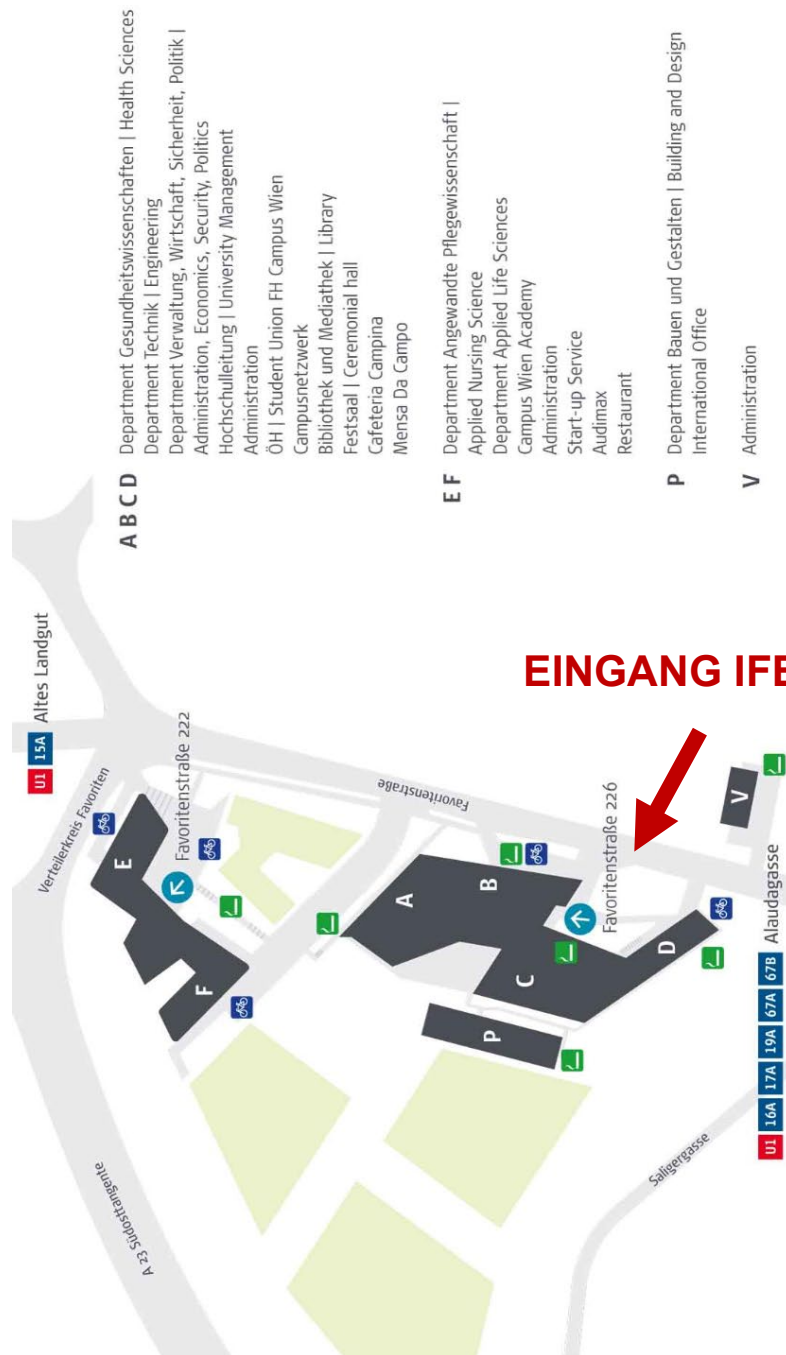 A B C D
Department Gesundheitswissenschaften | Health Sciences
Department Technik | Engineering
Department Verwaltung, Wirtschaft, Sicherheit, Politik |
Administration, Economics, Security, Politics
Hochschulleitung | University Management
Administration
ÖH | Student Union FH Campus Wien
Campusnetzwerk
Bibliothek und Mediathek | Library
Festsaal | Ceremonial hall
Cafeteria Campina
Mensa Da Campo
E F
Department Angewandte Pflegewissenschaft |
Applied Nursing Science
Department Applied Life Sciences
Campus Wien Academy
Administration
Start-up Service
Audimax
Restaurant
P
Department Bauen und Gestalten | Building and Design
International Office
V
Administration
U1 15A Altes Landgut
Verteilerkreis Favoriten
Favoritenstraße 222
E
F
A 23 Südosttangente
Favoritenstraße
A
B
C
D
P
V
Favoritenstraße 226
EINGANG IFE
Saligergasse
U1 16A 17A 19A 67A 67B Alaudagasse